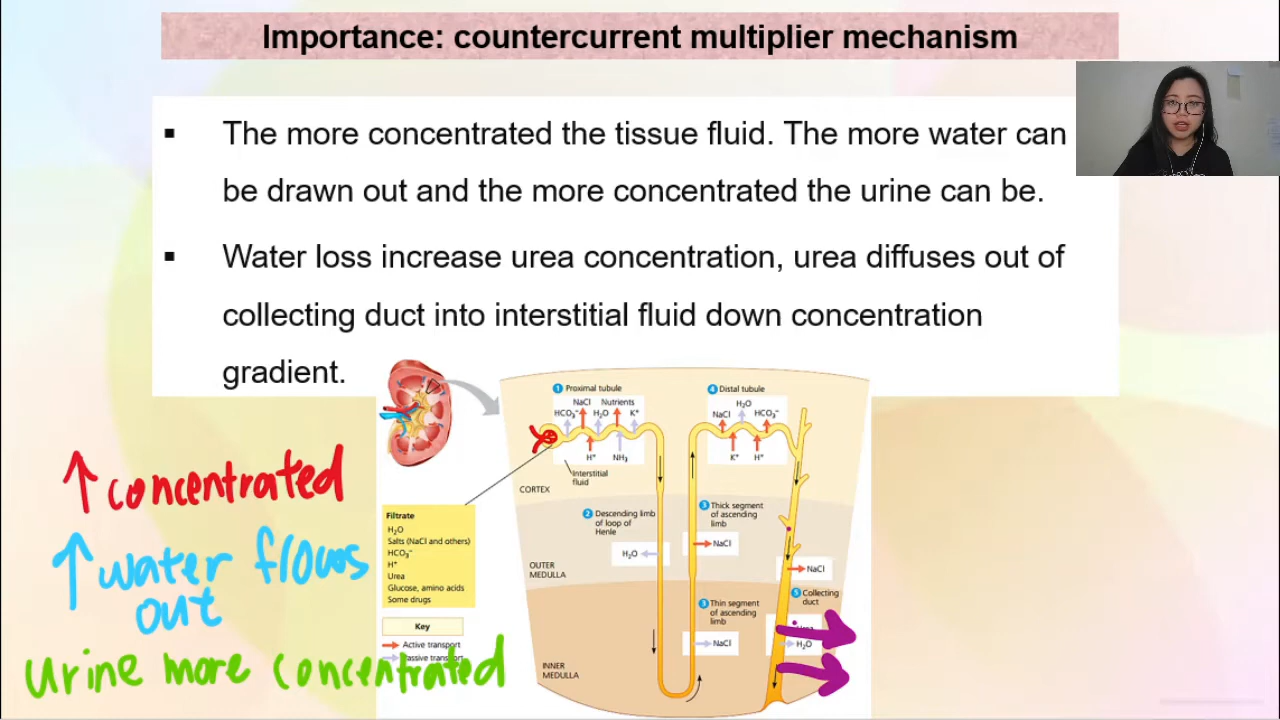 Importance: countercurrent multiplier mechanism
▪ The more concentrated the tissue fluid. The more water can
be drawn out and the more concentrated the urine can be.
▪ Water loss increase urea concentration, urea diffuses out of
collecting duct into interstitial fluid down concentration
gradient.
↑ concentrated
↑ water flows
out
urine more concentrated
1 Proximal tubule
NaCl Nutrients
HCO₃⁻ H₂O K⁺
H⁺ NH₃
Interstitial
fluid
CORTEX
4 Distal tubule
H₂O
NaCl HCO₃⁻
K⁺ H⁺
Filtrate
H₂O
Salts (NaCl and others)
HCO₃⁻
H⁺
Urea
Glucose, amino acids
Some drugs
Key
Active transport
Passive
2 Descending limb
of loop of
Henle
H₂O
OUTER
MEDULLA
3 Thick segment
of ascending
limb
NaCl
3 Thin segment
of ascending
limb
NaCl
NaCl
5 Collecting
duct
H₂O
INNER
MEDULLA